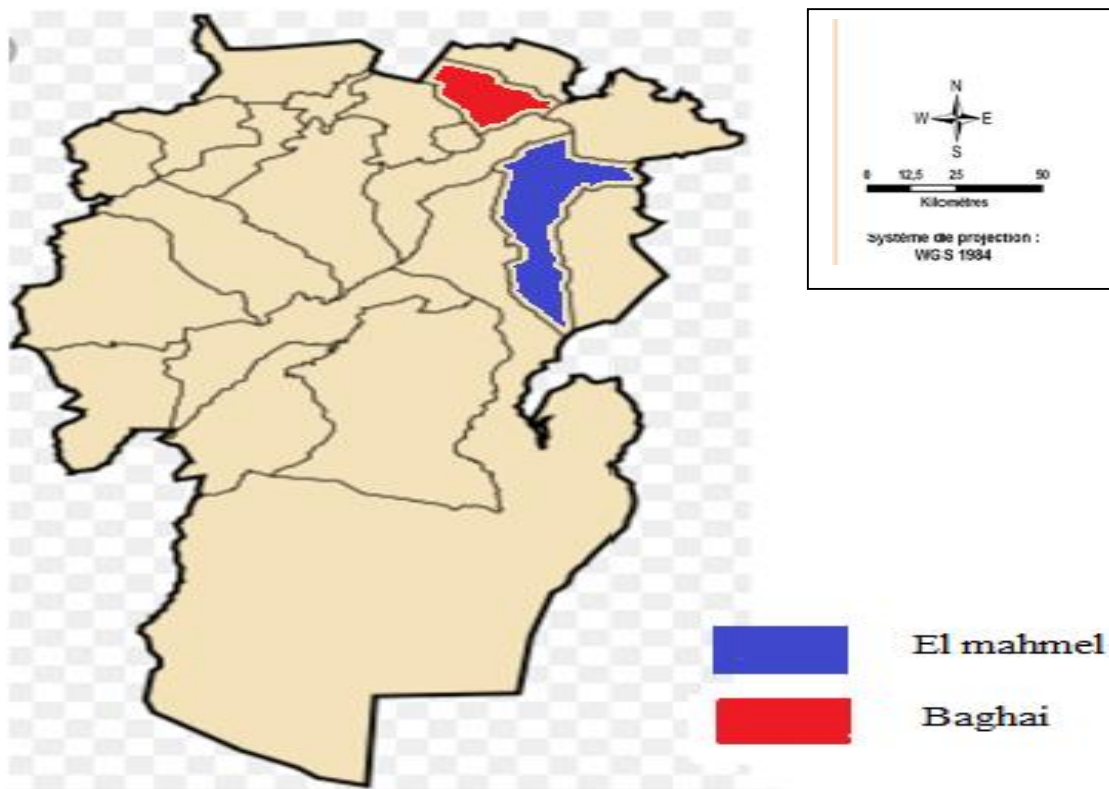 N
W E
S
0 12,5 25 50
Kilomètres
Système de projection :
WGS 1984
El mahmel
Baghai